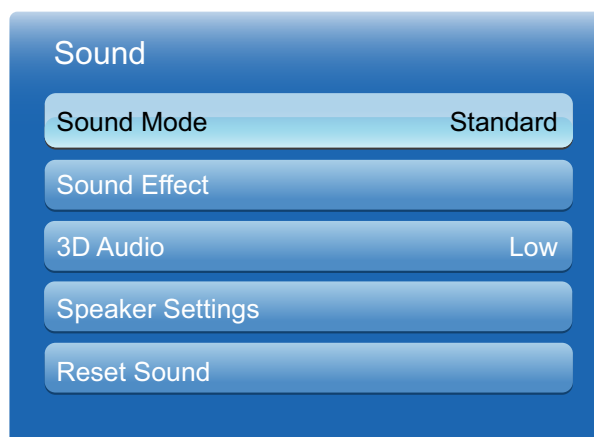 Sound
Sound Mode Standard
Sound Effect
3D Audio Low
Speaker Settings
Reset Sound